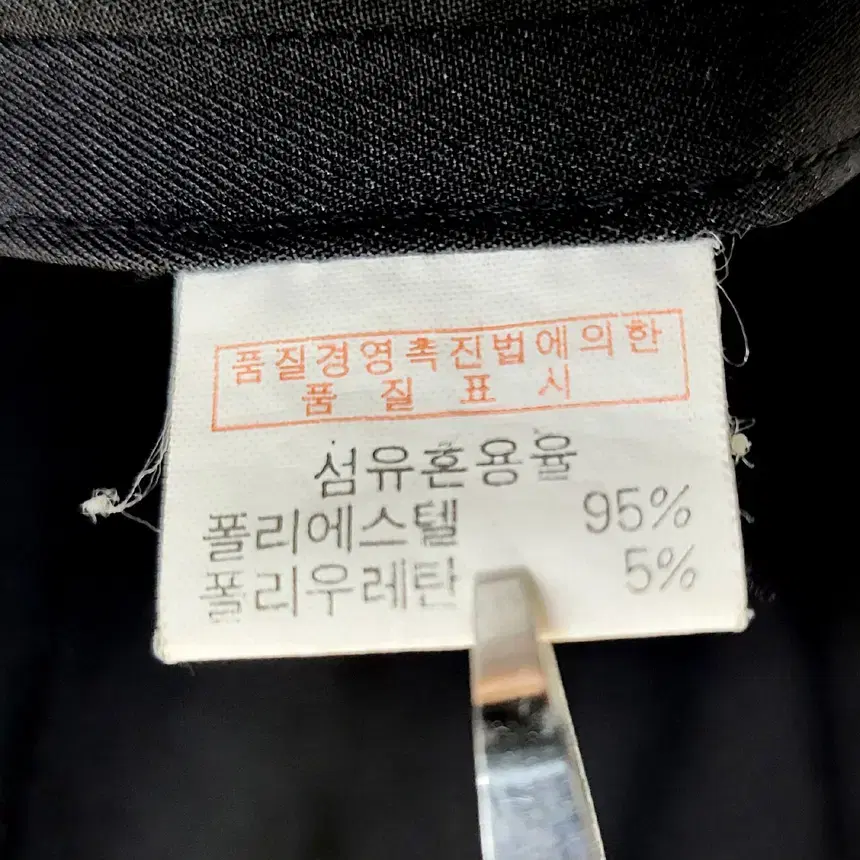 품질경영촉진법에의한
품 질 표 시
섬유혼용율
폴리에스텔 95%
폴리우레탄 5%